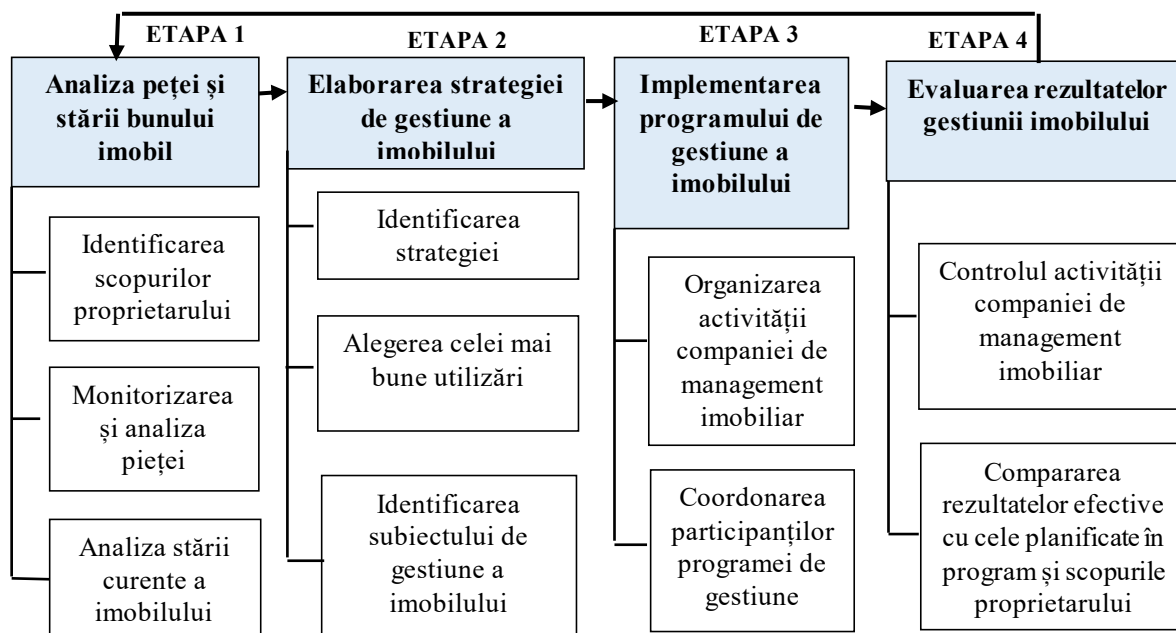 ETAPA 1
Analiza peței și
stării bunului
imobil
Identificarea
scopurilor
proprietarului
Monitorizarea
și analiza
pieței
Analiza stării
curente a
imobilului
ETAPA 2
Elaborarea strategiei
de gestiune a
imobilului
Identificarea
strategiei
Alegerea celei mai
bune utilizări
Identificarea
subiectului de
gestiune a
imobilului
ETAPA 3
Implementarea
programului de
gestiune a
imobilului
Organizarea
activității
companiei de
management
imobiliar
Coordonarea
participanților
programei de
gestiune
ETAPA 4
Evaluarea rezultatelor
gestiunii imobilului
Controlul activității
companiei de
management
imobiliar
Compararea
rezultatelor efective
cu cele planificate în
program și scopurile
proprietarului